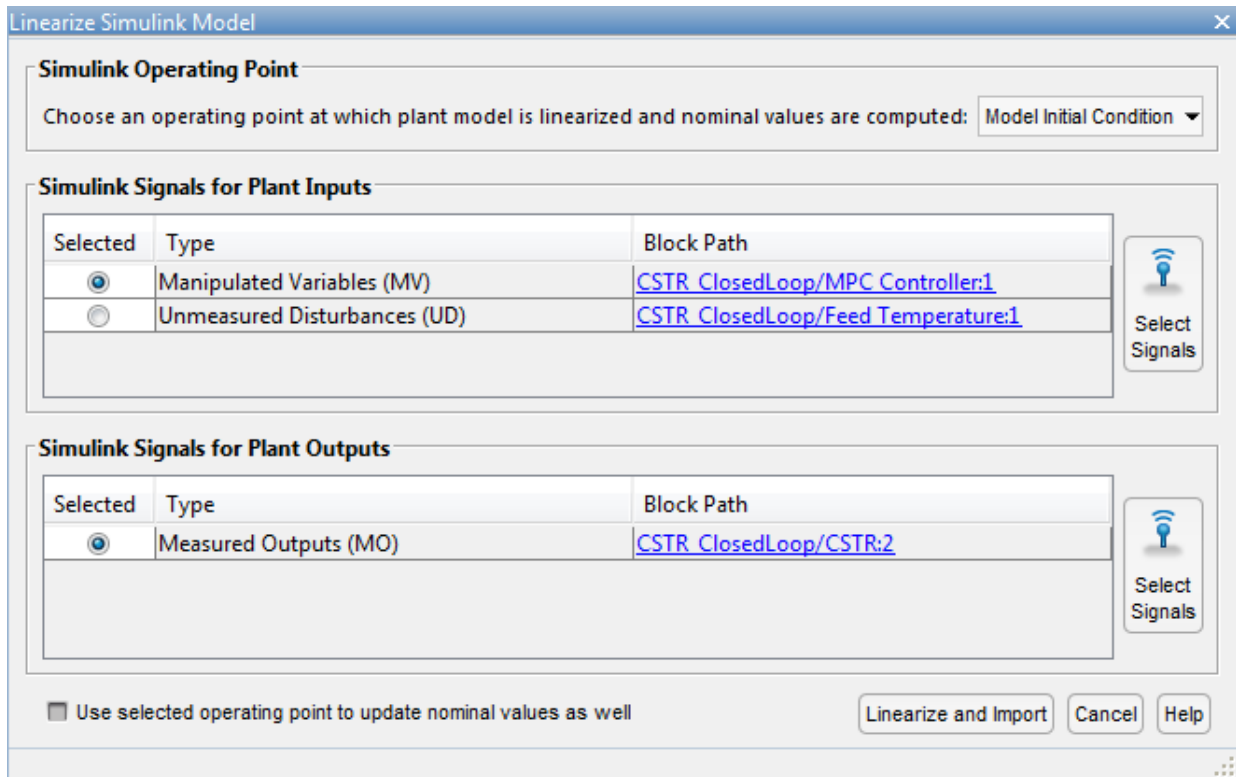 Linearize Simulink Model
Simulink Operating Point
Choose an operating point at which plant model is linearized and nominal values are computed: Model Initial Condition
Simulink Signals for Plant Inputs
Selected Type Block Path
Manipulated Variables (MV) CSTR_ClosedLoop/MPC Controller:1
Unmeasured Disturbances (UD) CSTR_ClosedLoop/Feed Temperature:1
Select
Signals
Simulink Signals for Plant Outputs
Selected Type Block Path
Measured Outputs (MO) CSTR_ClosedLoop/CSTR:2
Select
Signals
Use selected operating point to update nominal values as well Linearize and Import Cancel Help